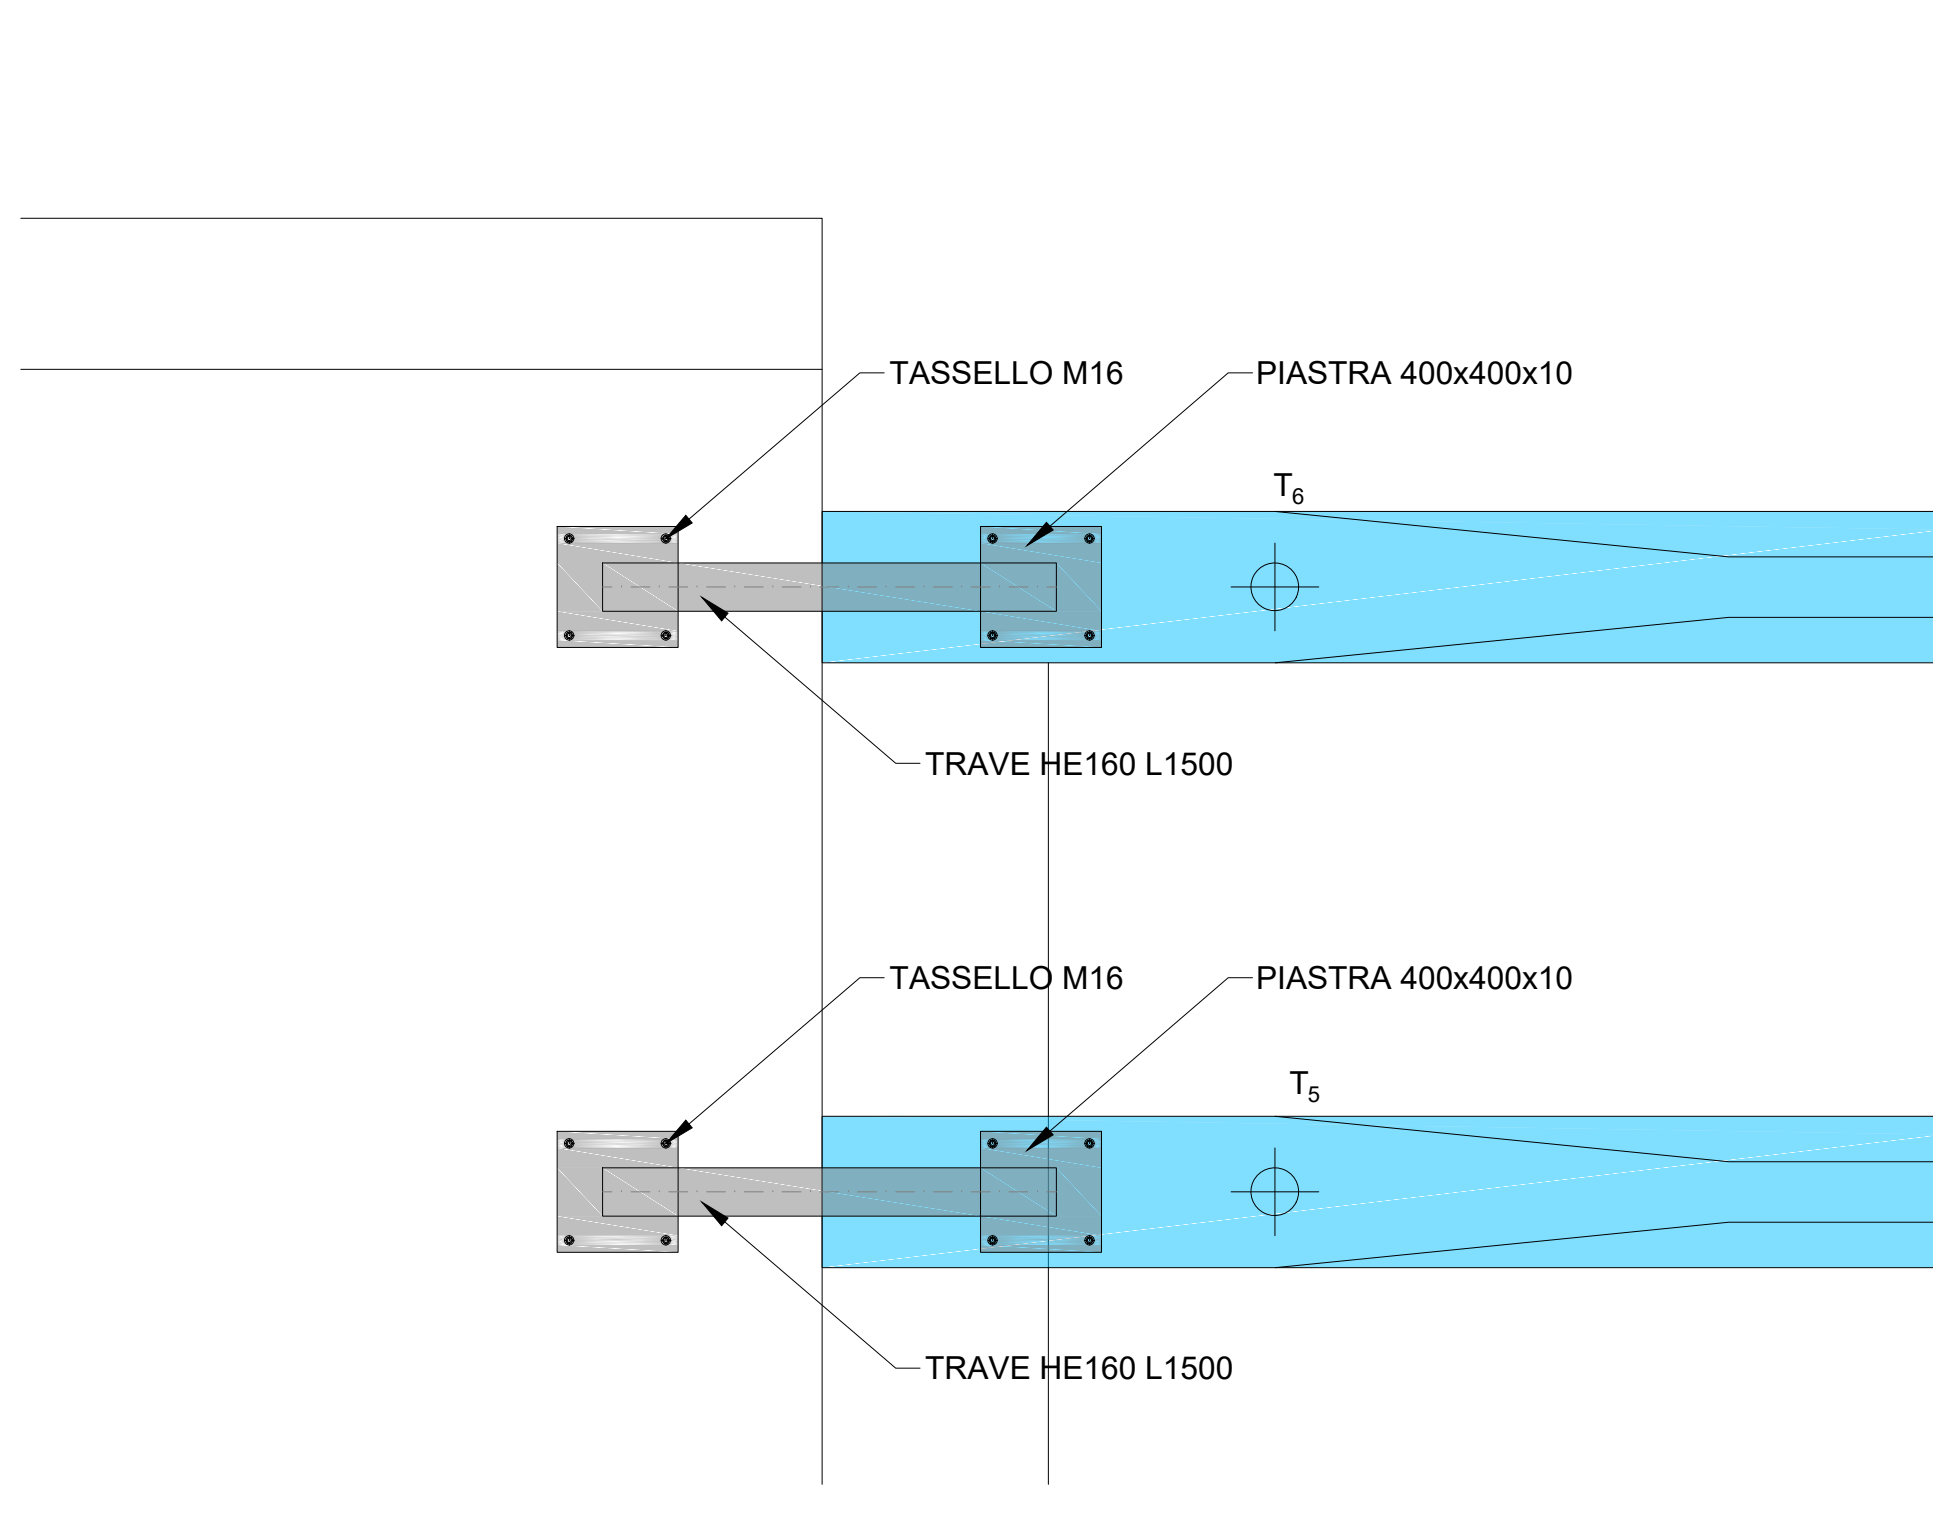 TASSELLO M16
PIASTRA 400x400x10
T6
TRAVE HE160 L1500
TASSELLO M16
PIASTRA 400x400x10
T5
TRAVE HE160 L1500